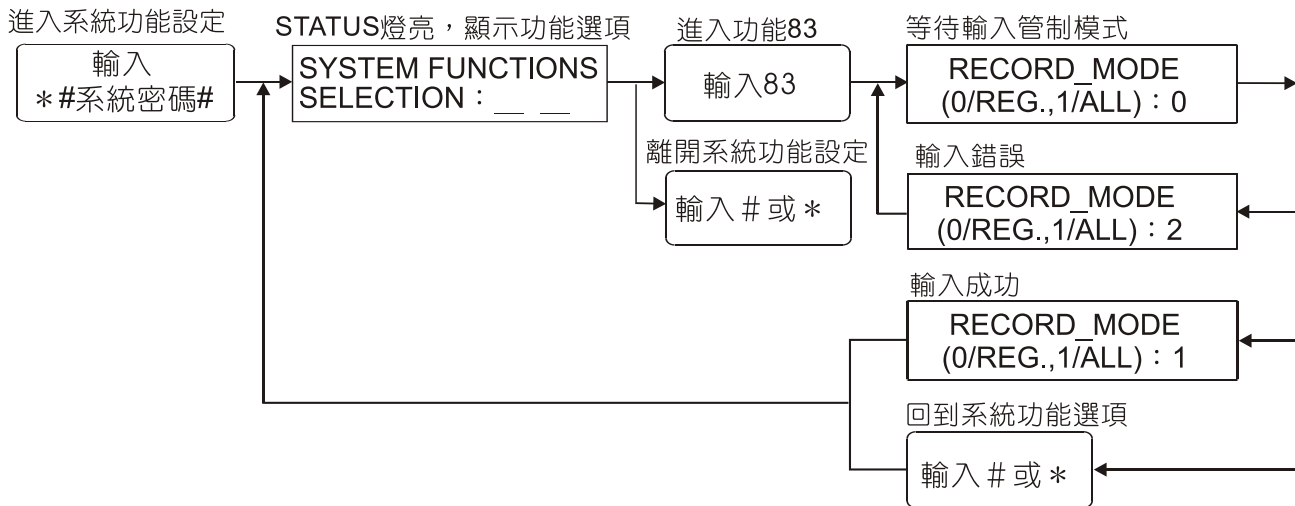 進入系統功能設定
輸入
＊#系統密碼#
STATUS燈亮，顯示功能選項
SYSTEM FUNCTIONS
SELECTION：__ __
進入功能83
輸入83
離開系統功能設定
輸入＃或＊
等待輸入管制模式
RECORD_MODE
(0/REG.,1/ALL)：0
輸入錯誤
RECORD_MODE
(0/REG.,1/ALL)：2
輸入成功
RECORD_MODE
(0/REG.,1/ALL)：1
回到系統功能選項
輸入＃或＊